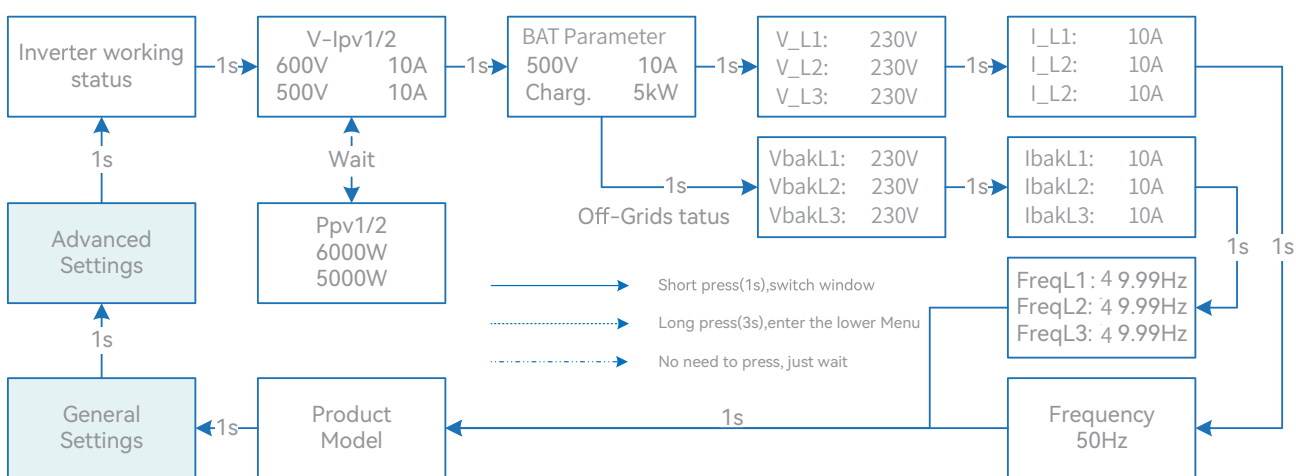 Inverter working
status
1s
V-Ipv1/2
600V 10A
500V 10A
1s
BAT Parameter
500V 10A
Charg. 5kW
1s
V_L1: 230V
V_L2: 230V
V_L3: 230V
1s
I_L1: 10A
I_L2: 10A
I_L2: 10A
1s
Wait
VbakL1: 230V
VbakL2: 230V
VbakL3: 230V
1s
IbakL1: 10A
IbakL2: 10A
IbakL3: 10A
1s
Off-Grids tatus
Advanced
Settings
Ppv1/2
6000W
5000W
1s
1s
FreqL1: 4 9.99Hz
FreqL2: 4 9.99Hz
FreqL3: 4 9.99Hz
Short press(1s),switch window
Long press(3s),enter the lower Menu
No need to press, just wait
1s
General
Settings
1s
Product
Model
1s
Frequency
50Hz